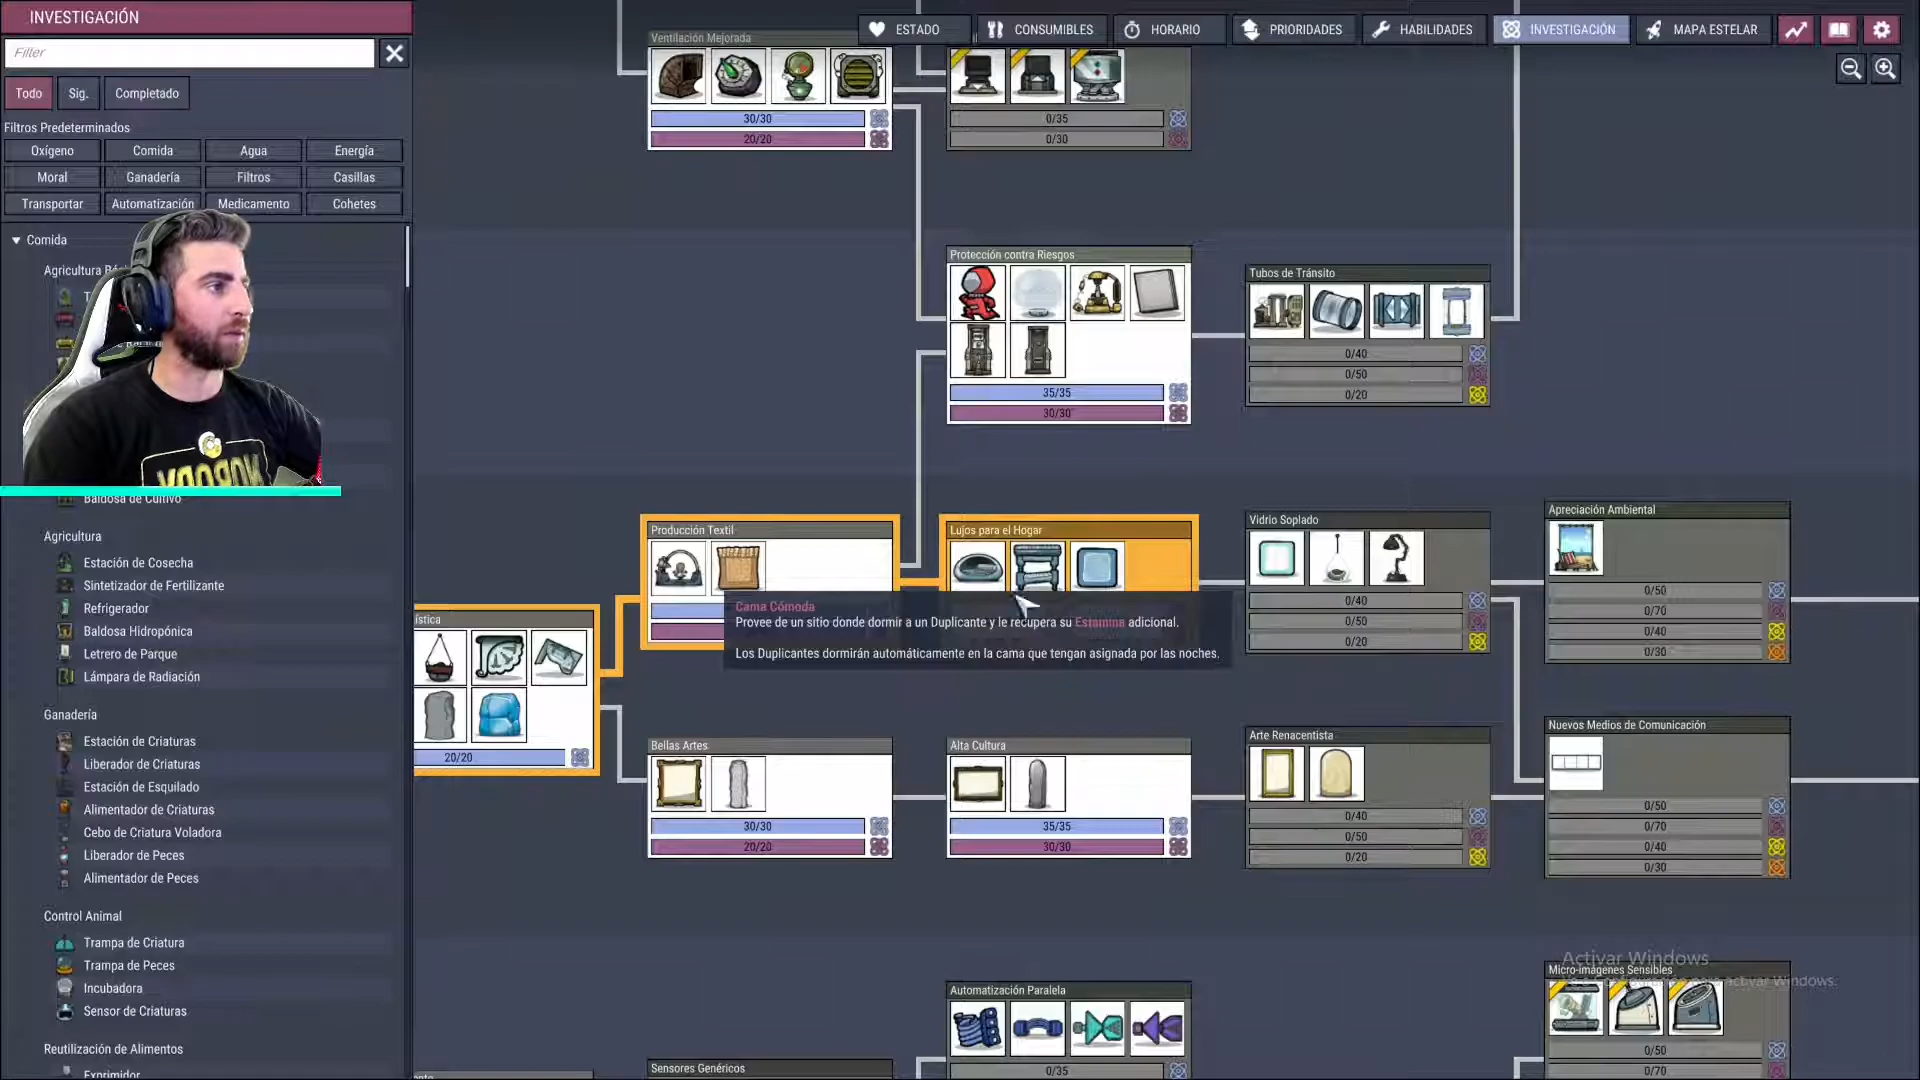 INVESTIGACIÓN
Filter
Todo
Sig.
Completado
Filtros Predeterminados
Oxígeno
Comida
Agua
Energía
Moral
Ganadería
Filtros
Casillas
Transportar
Automatización
Medicamento
Cohetes
Comida
Agricultura
Baldosa de Cultivo
Agricultura
Estación de Cosecha
Sintetizador de Fertilizante
Refrigerador
Baldosa Hidropónica
Letrero de Parque
Lámpara de Radiación
Ganadería
Estación de Criaturas
Liberador de Criaturas
Estación de Esquilado
Alimentador de Criaturas
Cebo de Criatura Voladora
Liberador de Peces
Alimentador de Peces
Control Animal
Trampa de Criatura
Trampa de Peces
Incubadora
Sensor de Criaturas
Reutilización de Alimentos
Exprimidor
ESTADO
CONSUMIBLES
HORARIO
PRIORIDADES
HABILIDADES
INVESTIGACIÓN
MAPA ESTELAR
Ventilación Mejorada
30/30
20/20
0/35
0/30
Protección contra Riesgos
35/35
30/30
Tubos de Tránsito
0/40
0/50
0/20
Producción Textil
Lujos para el Hogar
Cama Cómoda
Provee de un sitio donde dormir a un Duplicante y le recupera su Estamina adicional.
Los Duplicantes dormirán automáticamente en la cama que tengan asignada por las noches.
Vidrio Soplado
0/40
0/50
0/20
Apreciación Ambiental
0/50
0/70
0/40
0/30
ística
20/20
Bellas Artes
30/30
20/20
Alta Cultura
35/35
30/30
Arte Renacentista
0/40
0/50
0/20
Nuevos Medios de Comunicación
0/50
0/70
0/40
0/30
Automatización Paralela
0/35
Sensores Genéricos
Activar Windows
Micro-imágenes Sensibles
activar Windows.
0/50
0/70